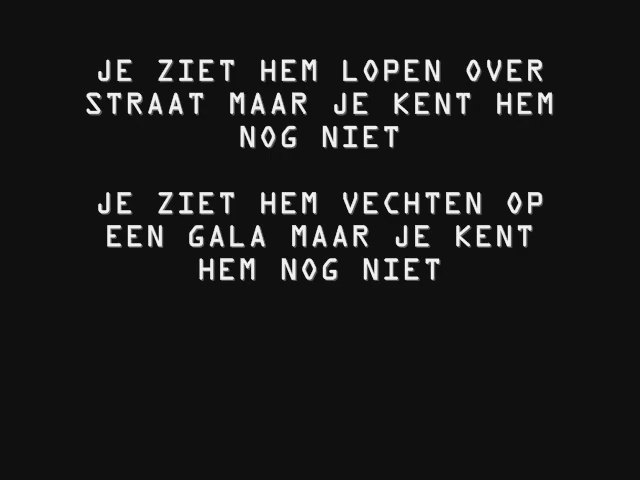 JE ZIET HEM LOPEN OVER
STRAAT MAAR JE KENT HEM
NOG NIET
JE ZIET HEM VECHTEN OP
EEN GALA MAAR JE KENT
HEM NOG NIET